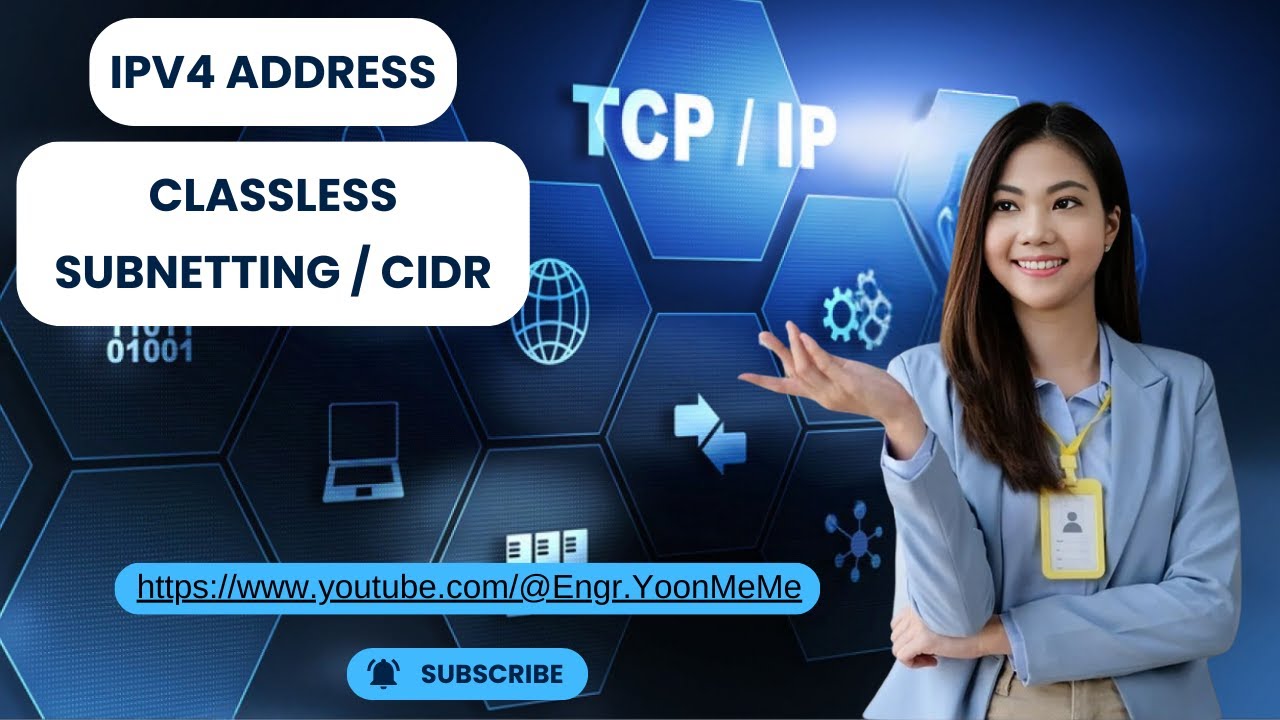 IPV4 ADDRESS
CLASSLESS
SUBNETTING / CIDR
TCP / IP
01001
https://www.youtube.com/@Engr.YoonMeMe
SUBSCRIBE